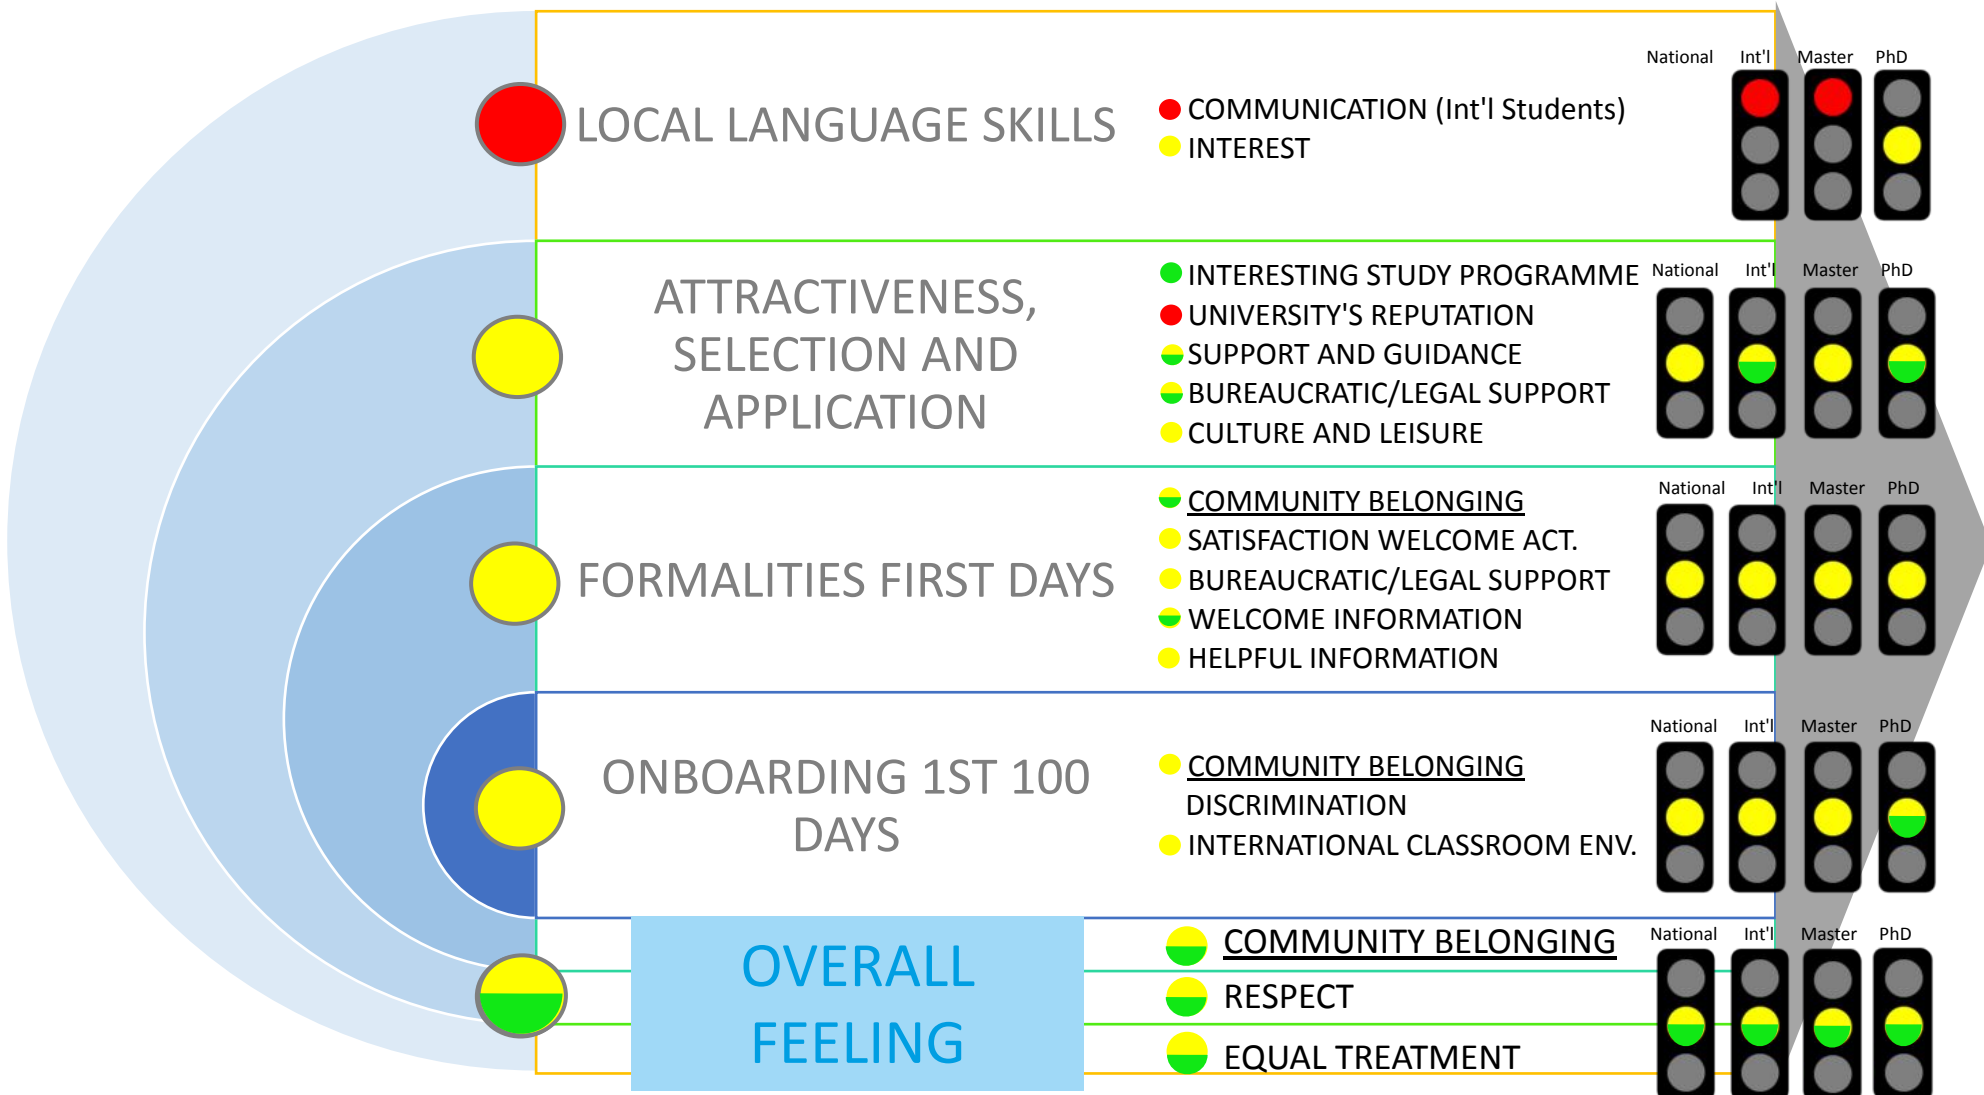 National Int'l Master PhD
LOCAL LANGUAGE SKILLS
COMMUNICATION (Int'l Students)
INTEREST
ATTRACTIVENESS,
SELECTION AND
APPLICATION
INTERESTING STUDY PROGRAMME
UNIVERSITY'S REPUTATION
SUPPORT AND GUIDANCE
BUREAUCRATIC/LEGAL SUPPORT
CULTURE AND LEISURE
National Int'l Master PhD
FORMALITIES FIRST DAYS
COMMUNITY BELONGING
SATISFACTION WELCOME ACT.
BUREAUCRATIC/LEGAL SUPPORT
WELCOME INFORMATION
HELPFUL INFORMATION
National Int'l Master PhD
ONBOARDING 1ST 100
DAYS
COMMUNITY BELONGING
DISCRIMINATION
INTERNATIONAL CLASSROOM ENV.
National Int'l Master PhD
OVERALL
FEELING
COMMUNITY BELONGING
RESPECT
EQUAL TREATMENT
National Int'l Master PhD